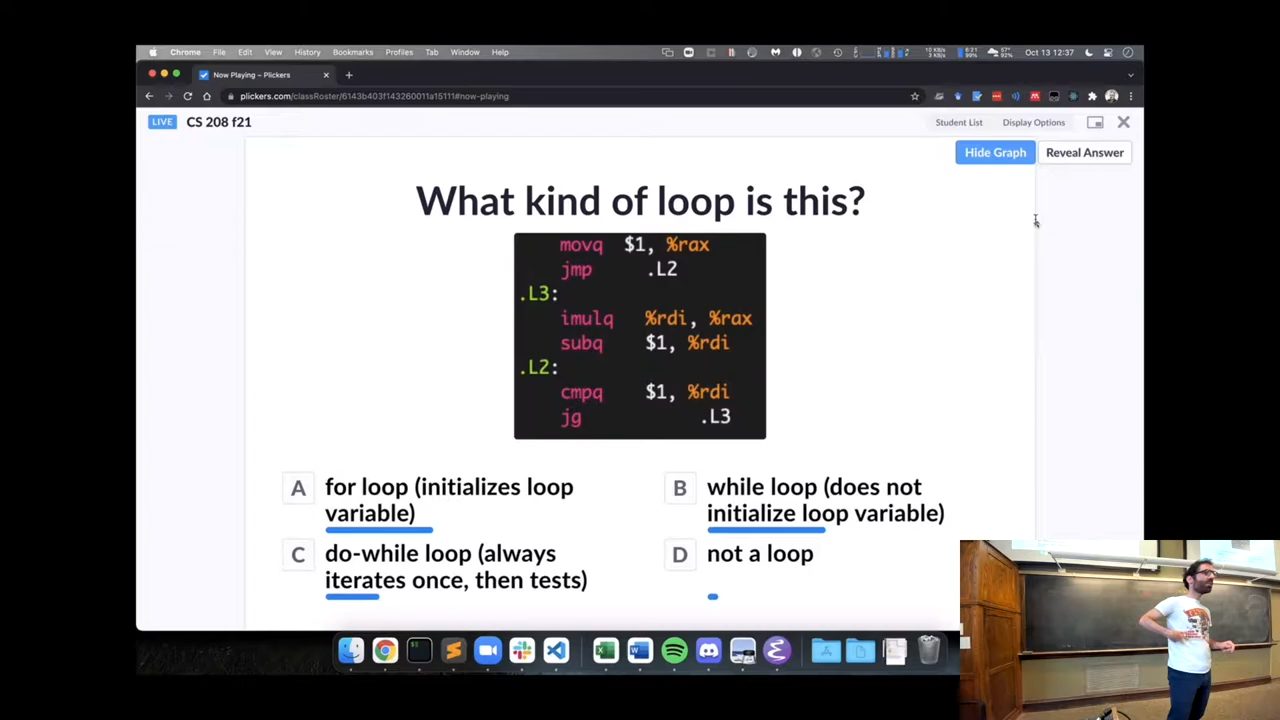 Chrome File Edit View History Bookmarks Profiles Tab Window Help Oct 13 12:37
Now Playing – Plickers
plickers.com/classRoster/6143b403f143260011a15111#now-playing
LIVE CS 208 f21 Student List Display Options
Hide Graph Reveal Answer
What kind of loop is this?
movq $1, %rax
jmp .L2
.L3:
imulq %rdi, %rax
subq $1, %rdi
.L2:
cmpq $1, %rdi
jg .L3
A for loop (initializes loop
variable)
B while loop (does not
initialize loop variable)
C do-while loop (always
iterates once, then tests)
D not a loop